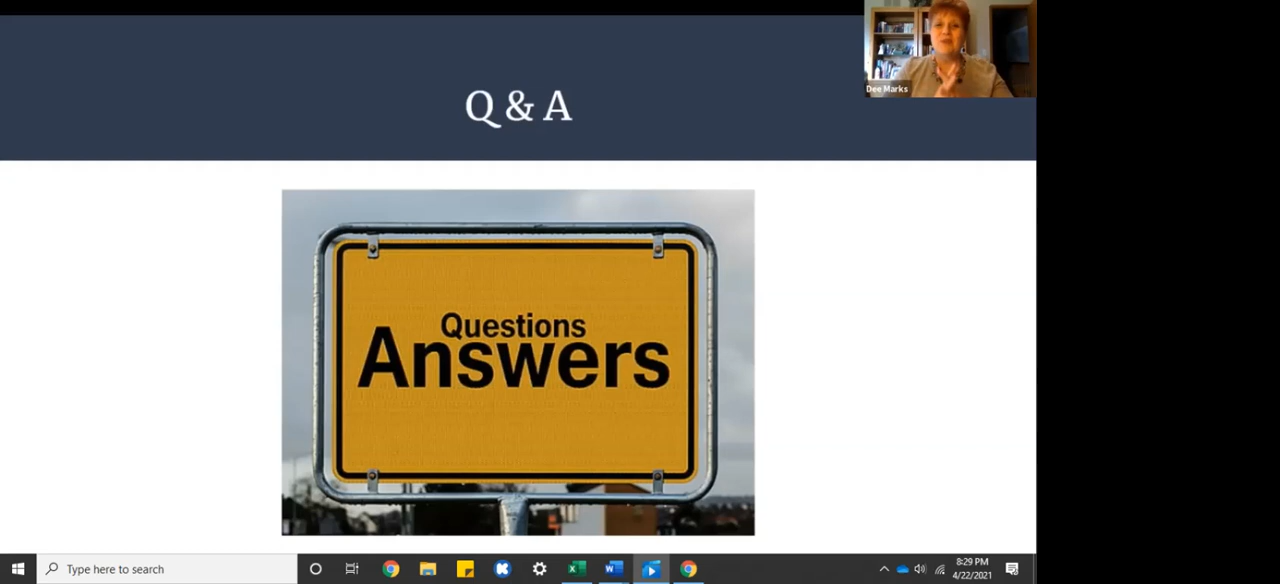 Q & A
Dee Marks
Questions
Answers
Type here to search
8:29 PM
4/22/2021